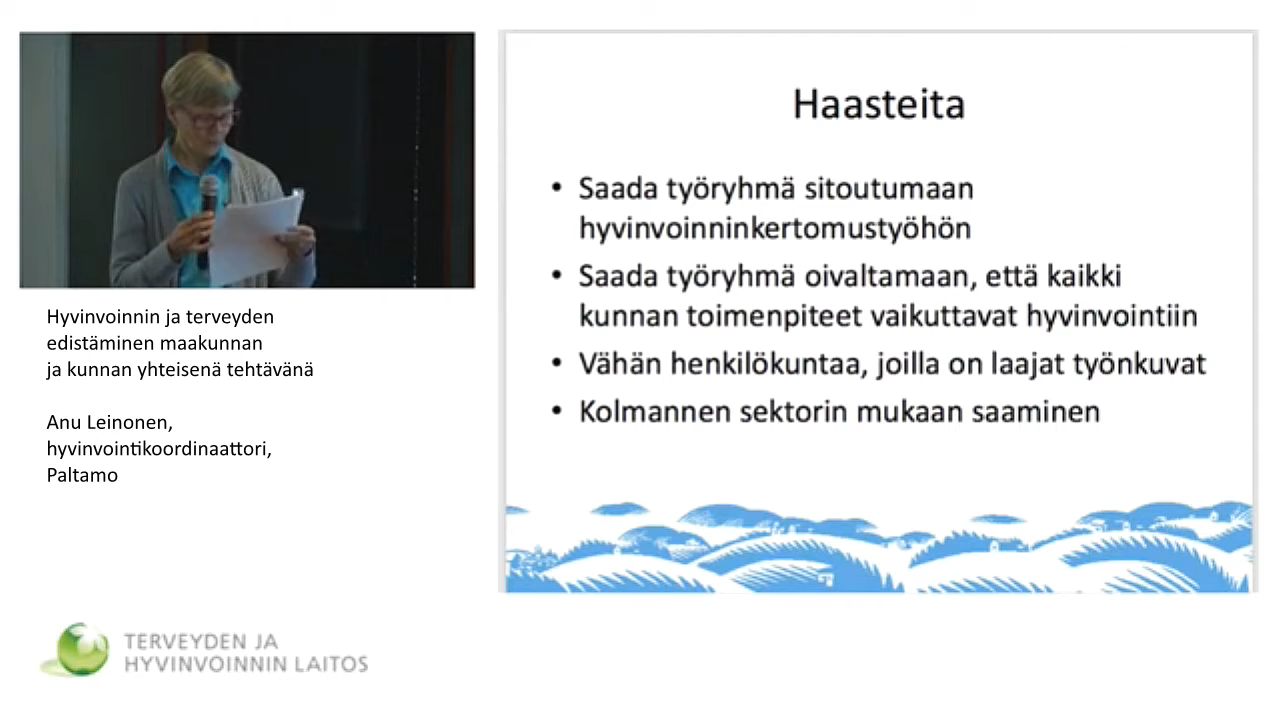 Haasteita
• Saada työryhmä sitoutumaan
hyvinvoinninkertomustyöhön
• Saada työryhmä oivaltamaan, että kaikki
kunnan toimenpiteet vaikuttavat hyvinvointiin
• Vähän henkilökuntaa, joilla on laajat työnkuvat
• Kolmannen sektorin mukaan saaminen
Hyvinvoinnin ja terveyden
edistäminen maakunnan
ja kunnan yhteisenä tehtävänä
Anu Leinonen,
hyvinvointikoordinaattori,
Paltamo
TERVEYDEN JA
HYVINVOINNIN LAITOS